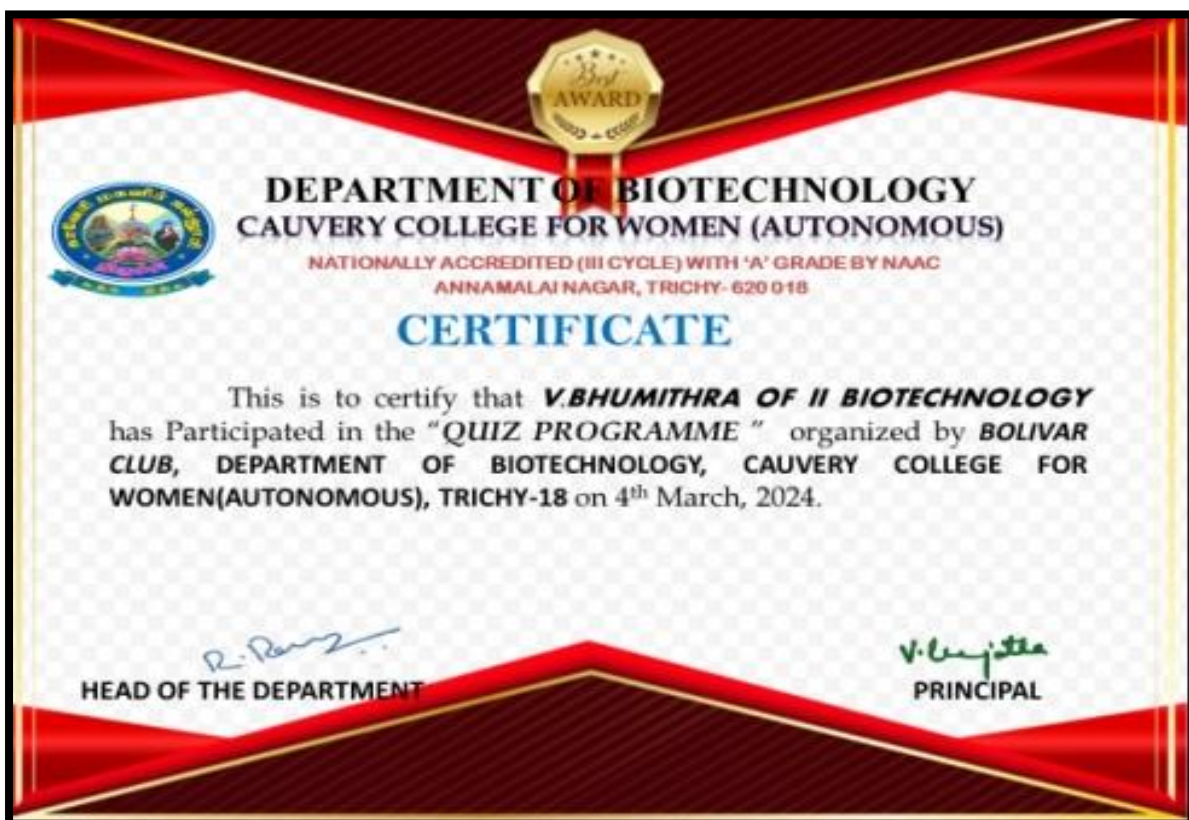 Best
AWARD
DEPARTMENT OF BIOTECHNOLOGY
CAUVERY COLLEGE FOR WOMEN (AUTONOMOUS)
NATIONALLY ACCREDITED (III CYCLE) WITH ‘A’ GRADE BY NAAC
ANNAMALAI NAGAR, TRICHY- 620 018
CERTIFICATE
This is to certify that V.BHUMITHRA OF II BIOTECHNOLOGY
has Participated in the “QUIZ PROGRAMME ” organized by BOLIVAR
CLUB, DEPARTMENT OF BIOTECHNOLOGY, CAUVERY COLLEGE FOR
WOMEN(AUTONOMOUS), TRICHY-18 on 4th March, 2024.
HEAD OF THE DEPARTMENT
PRINCIPAL